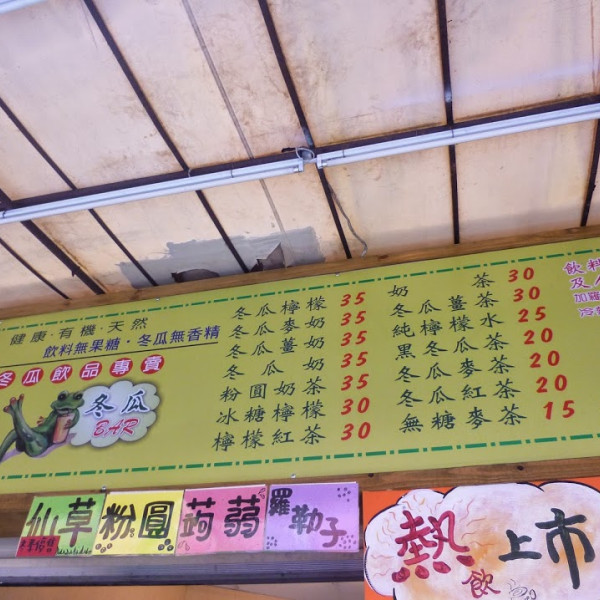 健康·有機·天然
飲料無果糖·冬瓜無香精
冬瓜飲品專賣
冬瓜
BAR
冬瓜檸檬 35
冬瓜麥奶 35
冬瓜薑奶 35
冬瓜奶 35
粉圓奶茶 35
冰糖檸檬 30
檸檬紅茶 30
奶茶 30
冬瓜薑茶 30
純檸檬水 25
黑冬瓜茶 20
冬瓜麥茶 20
冬瓜紅茶 20
無糖麥茶 15
飲料
及
加羅
仙草
粉圓
蒟蒻
羅勒子
熱飲上市